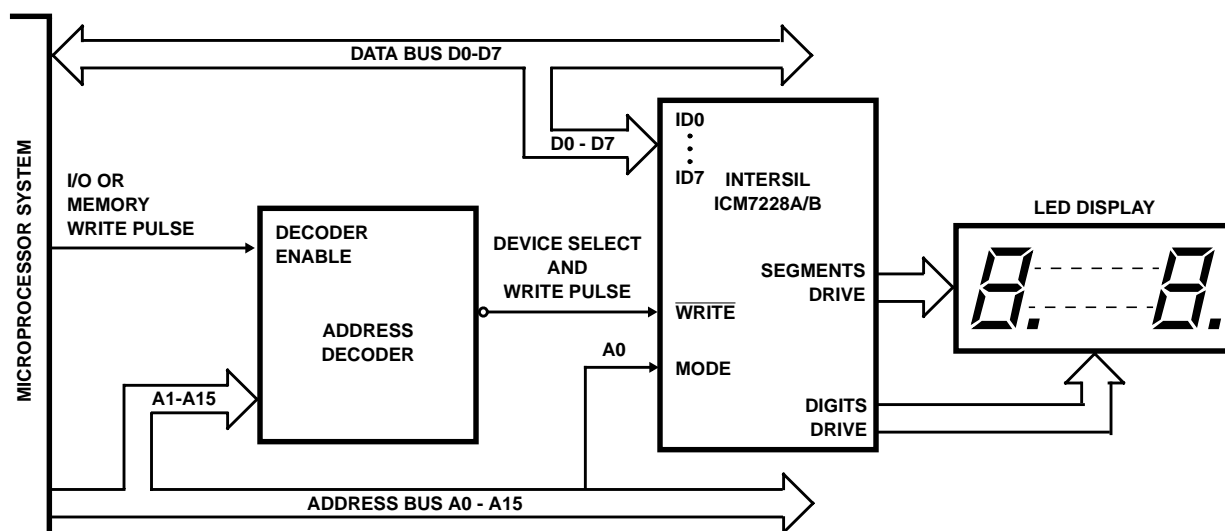 DATA BUS D0-D7
D0 - D7
ID0
ID7
INTERSIL
ICM7228A/B
SEGMENTS
DRIVE
WRITE
MODE
DIGITS
DRIVE
LED DISPLAY
8. 8.
MICROPROCESSOR SYSTEM
I/O OR
MEMORY
WRITE PULSE
DECODER
ENABLE
ADDRESS
DECODER
DEVICE SELECT
AND
WRITE PULSE
A0
A1-A15
ADDRESS BUS A0 - A15